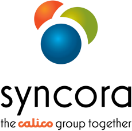 syncora
the calico group together